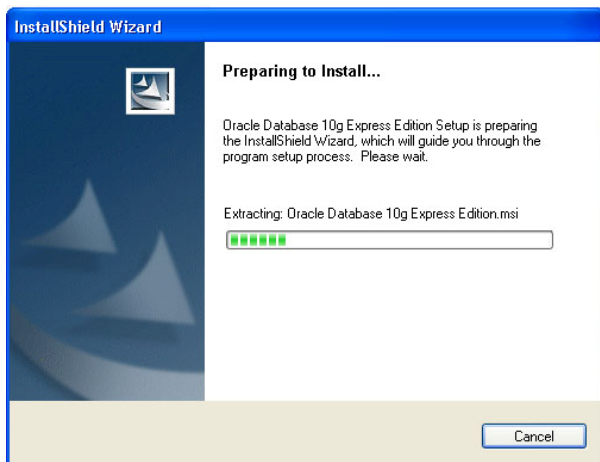 InstallShield Wizard
Preparing to Install...
Oracle Database 10g Express Edition Setup is preparing
the InstallShield Wizard, which will guide you through the
program setup process. Please wait.
Extracting: Oracle Database 10g Express Edition.msi
Cancel